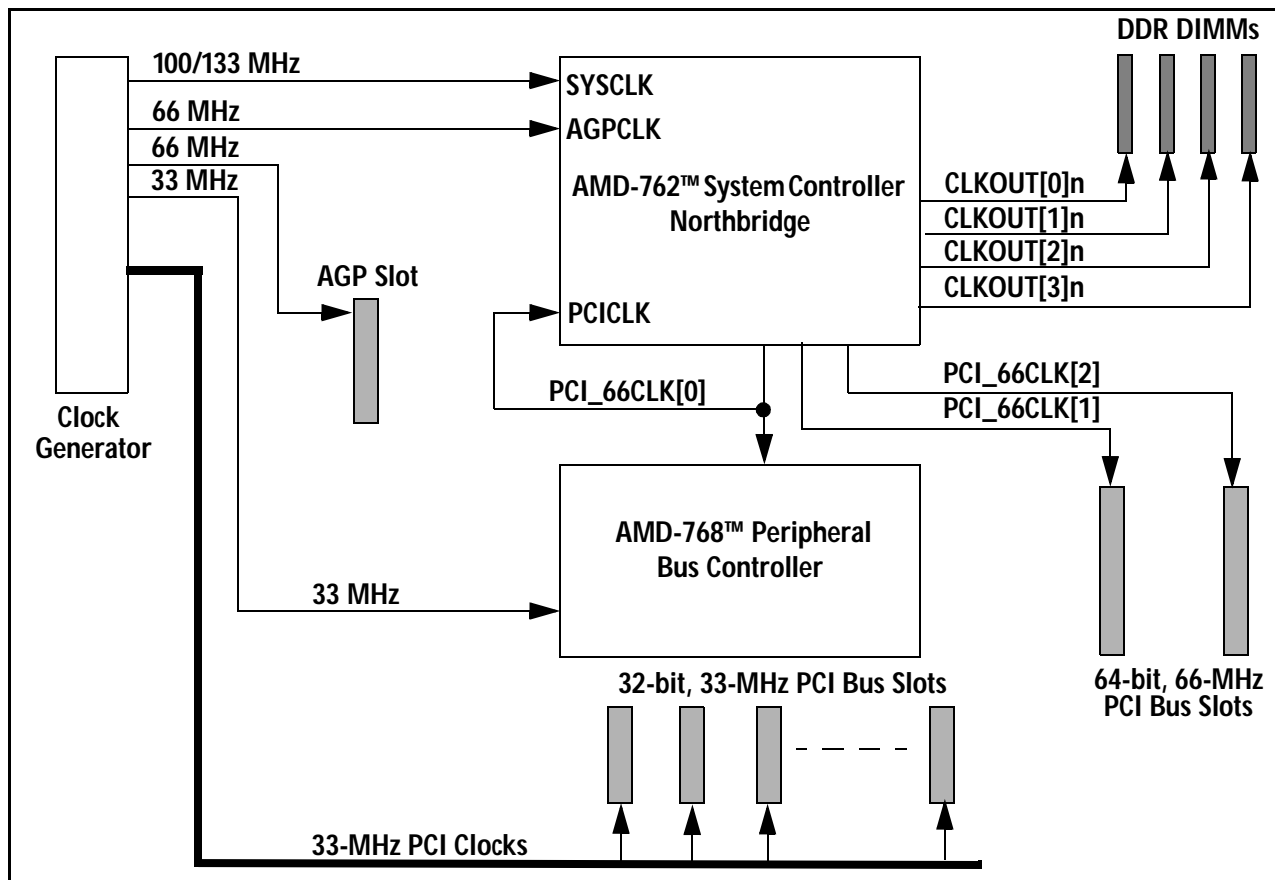 DDR DIMMs
100/133 MHz
SYSCLK
66 MHz
AGPCLK
66 MHz
33 MHz
AMD-762™ System Controller
Northbridge
CLKOUT[0]n
CLKOUT[1]n
CLKOUT[2]n
CLKOUT[3]n
AGP Slot
PCICLK
PCI_66CLK[0]
PCI_66CLK[2]
PCI_66CLK[1]
Clock
Generator
AMD-768™ Peripheral
Bus Controller
33 MHz
32-bit, 33-MHz PCI Bus Slots
64-bit, 66-MHz
PCI Bus Slots
33-MHz PCI Clocks